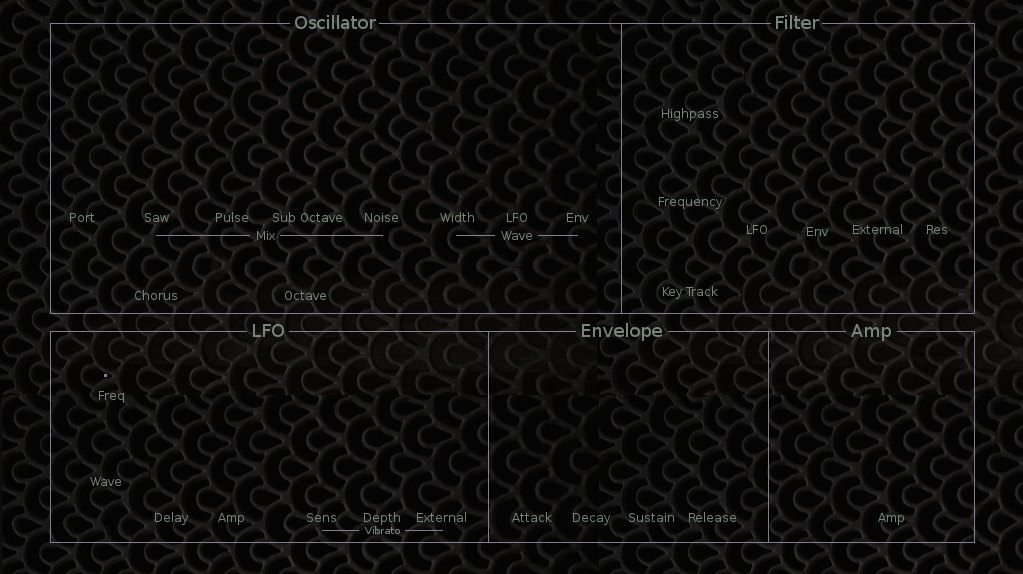 Oscillator
Filter
Highpass
Frequency
Port Saw Pulse Sub Octave Noise Width LFO Env
LFO Env External Res
Mix Wave
Chorus Octave
Key Track
LFO
Envelope
Amp
Freq
Wave
Delay Amp Sens Depth External
Vibrato
Attack Decay Sustain Release
Amp